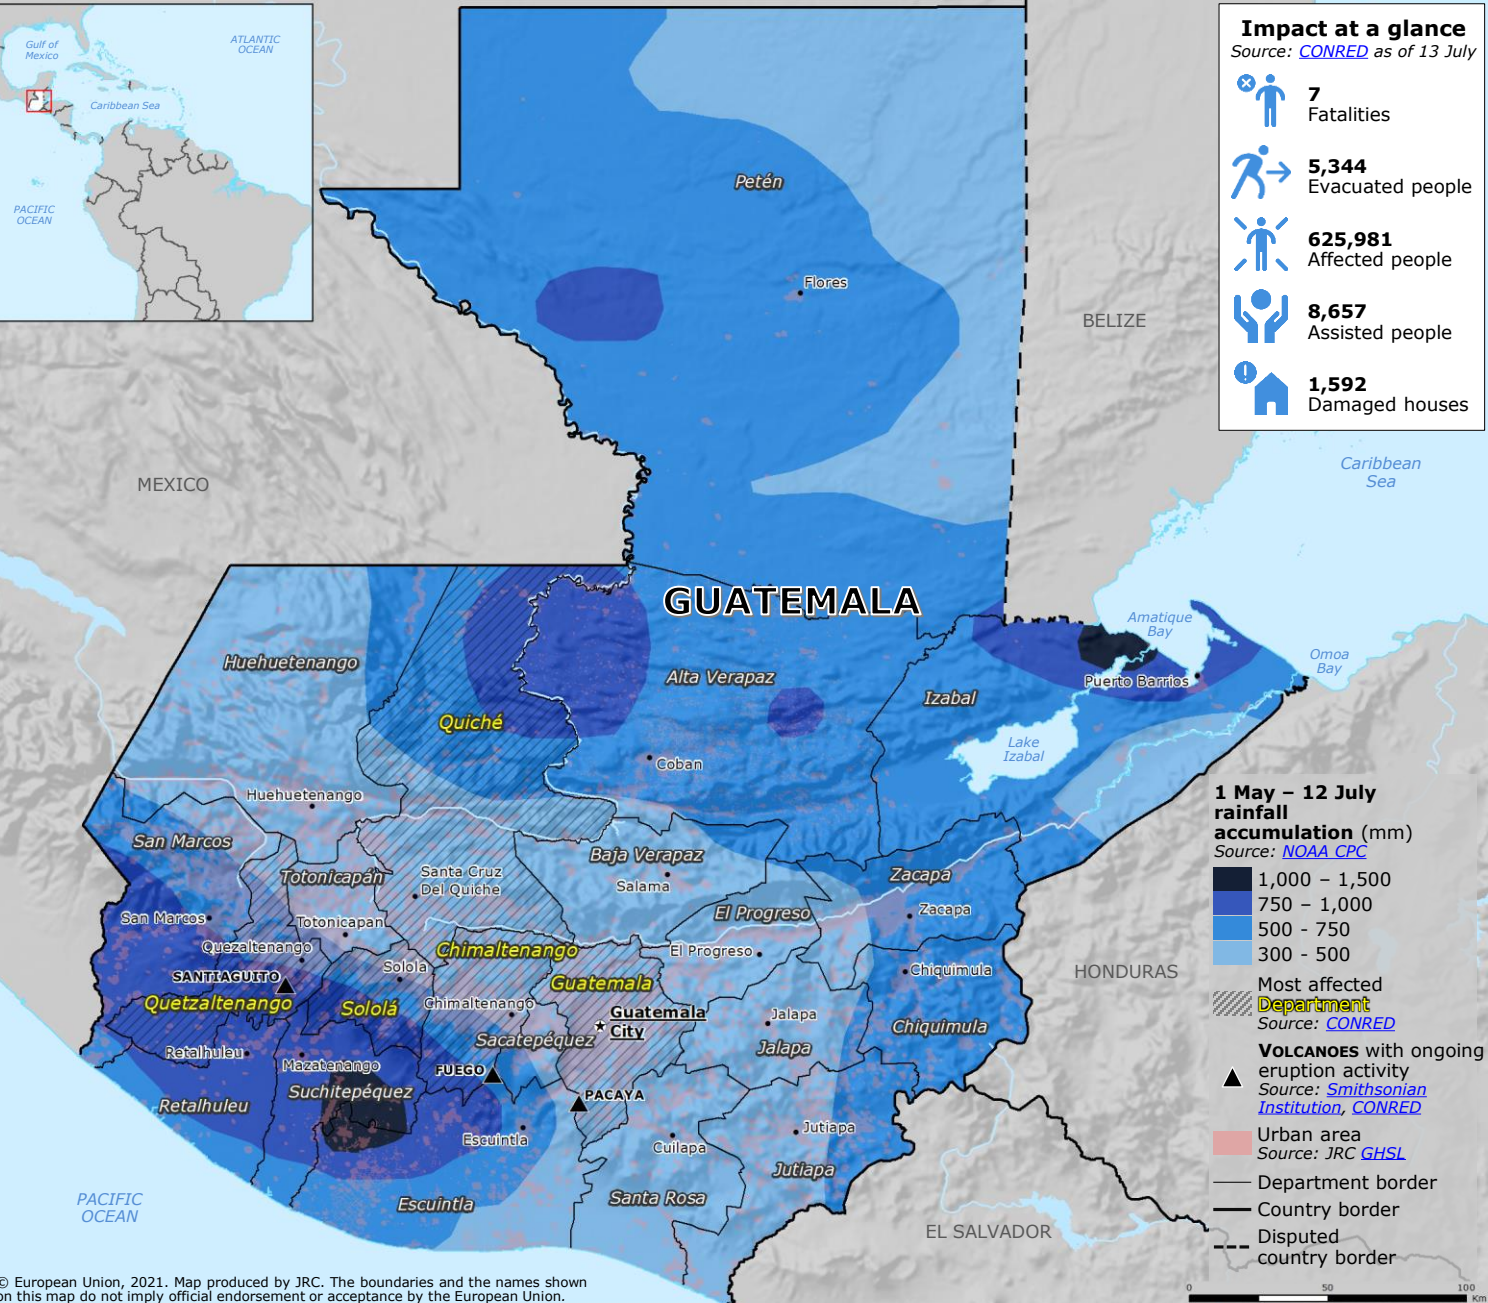 Gulf of
Mexico
ATLANTIC
OCEAN
Caribbean Sea
PACIFIC
OCEAN
Impact at a glance
Source: CONRED as of 13 July
7
Fatalities
5,344
Evacuated people
625,981
Affected people
8,657
Assisted people
1,592
Damaged houses
Petén
Flores
BELIZE
MEXICO
Caribbean
Sea
GUATEMALA
Amatique
Bay
Omoa
Bay
Huehuetenango
Alta Verapaz
Puerto Barrios
Izabal
Quiché
Lake
Izabal
Coban
Huehuetenango
San Marcos
Baja Verapaz
Totonicapán
Santa Cruz
Del Quiche
Salama
Zacapa
San Marcos
Totonicapan
El Progreso
Zacapa
Quezaltenango
Chimaltenango
El Progreso
SANTIAGUITO
Solola
Guatemala
Chiquimula
HONDURAS
Quetzaltenango
Sololá
Chimaltenango
Guatemala
City
Jalapa
Chiquimula
Sacatepéquez
Jalapa
Retalhuleu
Mazatenango
FUEGO
Suchitepéquez
PACAYA
Retalhuleu
Escuintla
Cuilapa
Jutiapa
Jutiapa
Escuintla
Santa Rosa
PACIFIC
OCEAN
EL SALVADOR
1 May – 12 July
rainfall
accumulation (mm)
Source: NOAA CPC
1,000 – 1,500
750 – 1,000
500 - 750
300 - 500
Most affected
Department
Source: CONRED
VOLCANOES with ongoing
eruption activity
Source: Smithsonian
Institution, CONRED
Urban area
Source: JRC GHSL
Department border
Country border
Disputed
country border
0 50 100
Km
© European Union, 2021. Map produced by JRC. The boundaries and the names shown
on this map do not imply official endorsement or acceptance by the European Union.